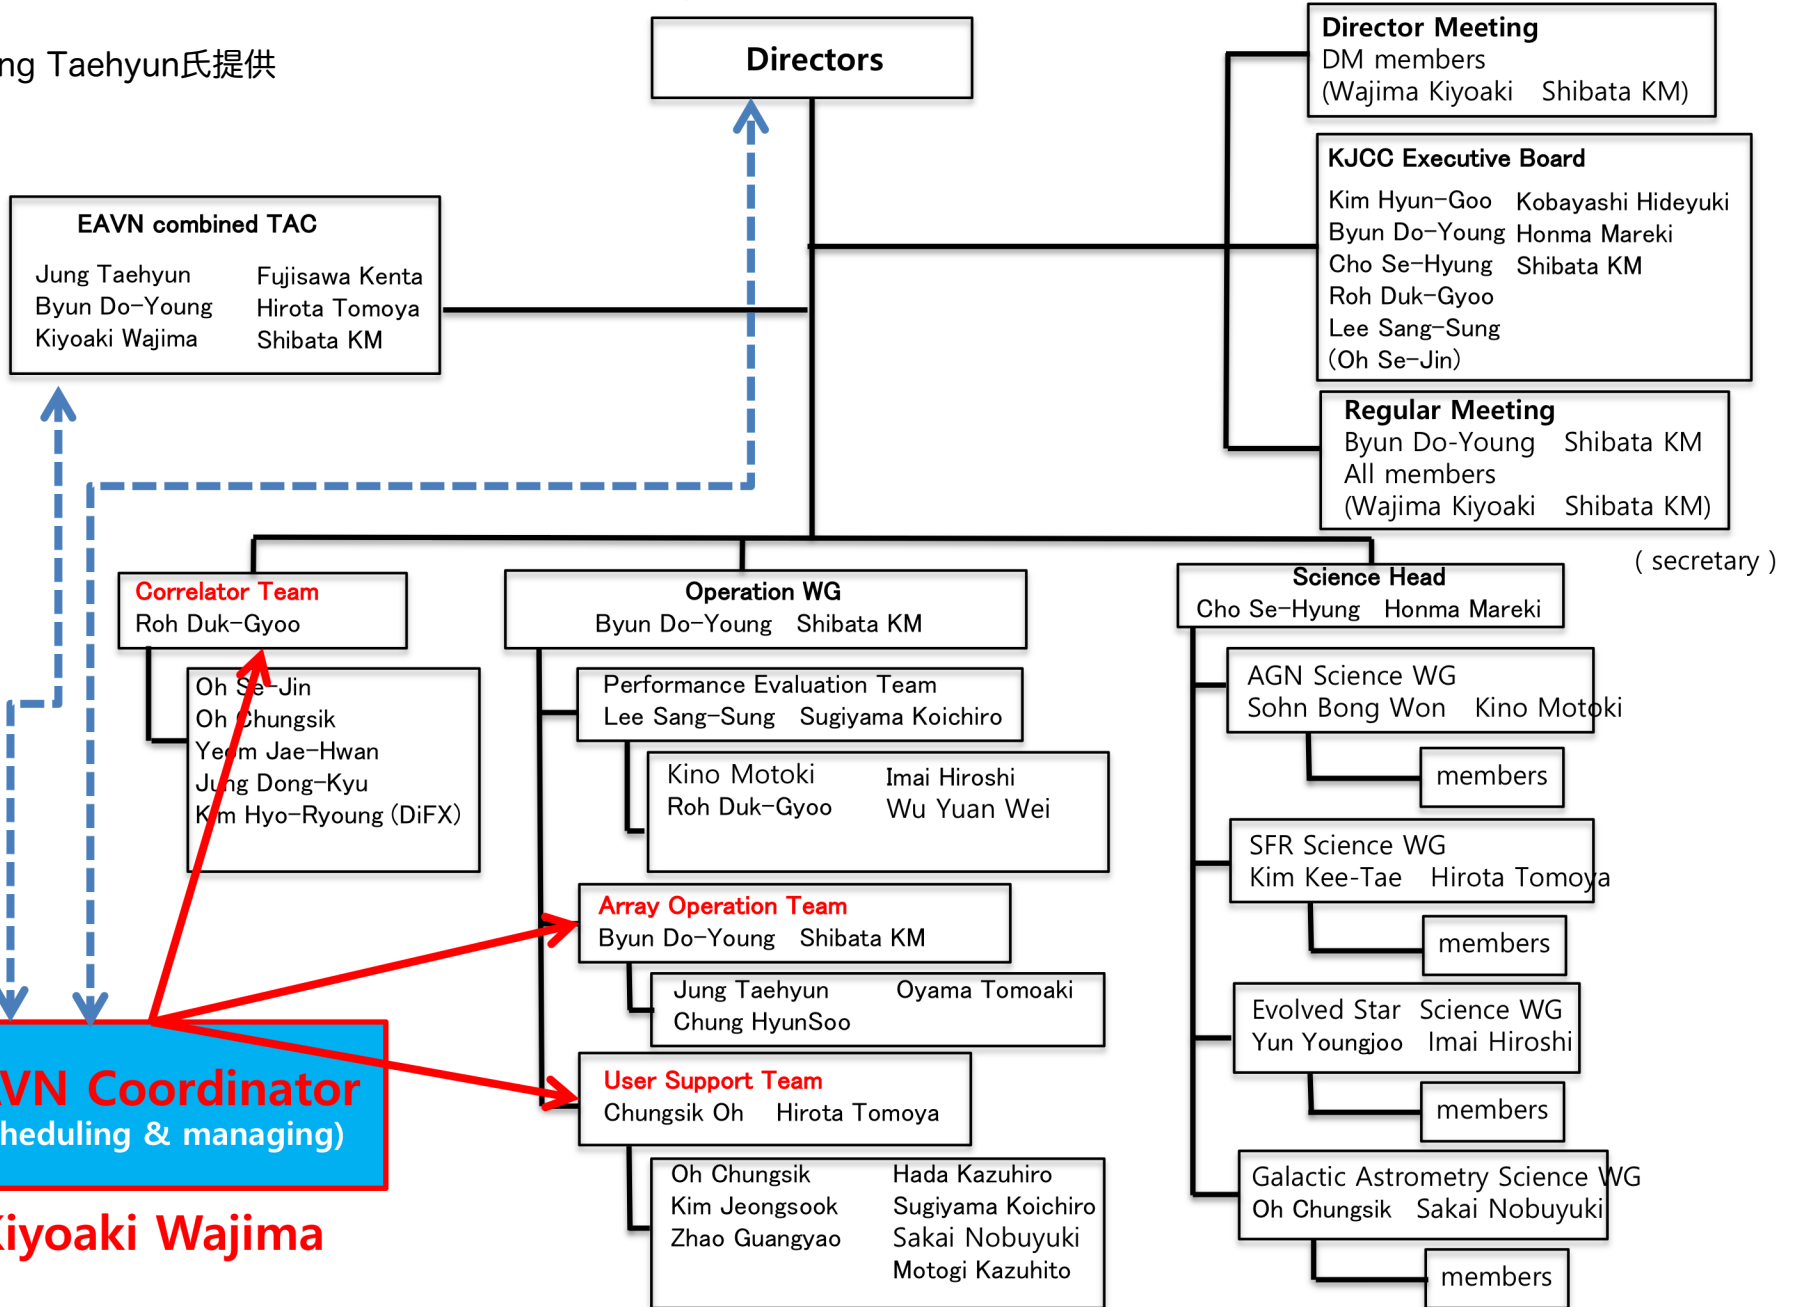 ng Taehyun氏提供
Directors
Director Meeting
DM members
(Wajima Kiyoaki Shibata KM)
KJCC Executive Board
Kim Hyun-Goo Kobayashi Hideyuki
Byun Do-Young Honma Mareki
Cho Se-Hyung Shibata KM
Roh Duk-Gyoo
Lee Sang-Sung
(Oh Se-Jin)
Regular Meeting
Byun Do-Young Shibata KM
All members
(Wajima Kiyoaki Shibata KM)
( secretary )
EAVN combined TAC
Jung Taehyun Fujisawa Kenta
Byun Do-Young Hirota Tomoya
Kiyoaki Wajima Shibata KM
Correlator Team
Roh Duk-Gyoo
Oh Se-Jin
Oh Chungsik
Yeom Jae-Hwan
Jung Dong-Kyu
Kim Hyo-Ryoung (DiFX)
Operation WG
Byun Do-Young Shibata KM
Performance Evaluation Team
Lee Sang-Sung Sugiyama Koichiro
Kino Motoki Imai Hiroshi
Roh Duk-Gyoo Wu Yuan Wei
Array Operation Team
Byun Do-Young Shibata KM
Jung Taehyun Oyama Tomoaki
Chung HyunSoo
User Support Team
Chungsik Oh Hirota Tomoya
Oh Chungsik Hada Kazuhiro
Kim Jeongsook Sugiyama Koichiro
Zhao Guangyao Sakai Nobuyuki
Motogi Kazuhito
Science Head
Cho Se-Hyung Honma Mareki
AGN Science WG
Sohn Bong Won Kino Motoki
members
SFR Science WG
Kim Kee-Tae Hirota Tomoya
members
Evolved Star Science WG
Yun Youngjoo Imai Hiroshi
members
Galactic Astrometry Science WG
Oh Chungsik Sakai Nobuyuki
members
VN Coordinator
heduling & managing)
Kiyoaki Wajima